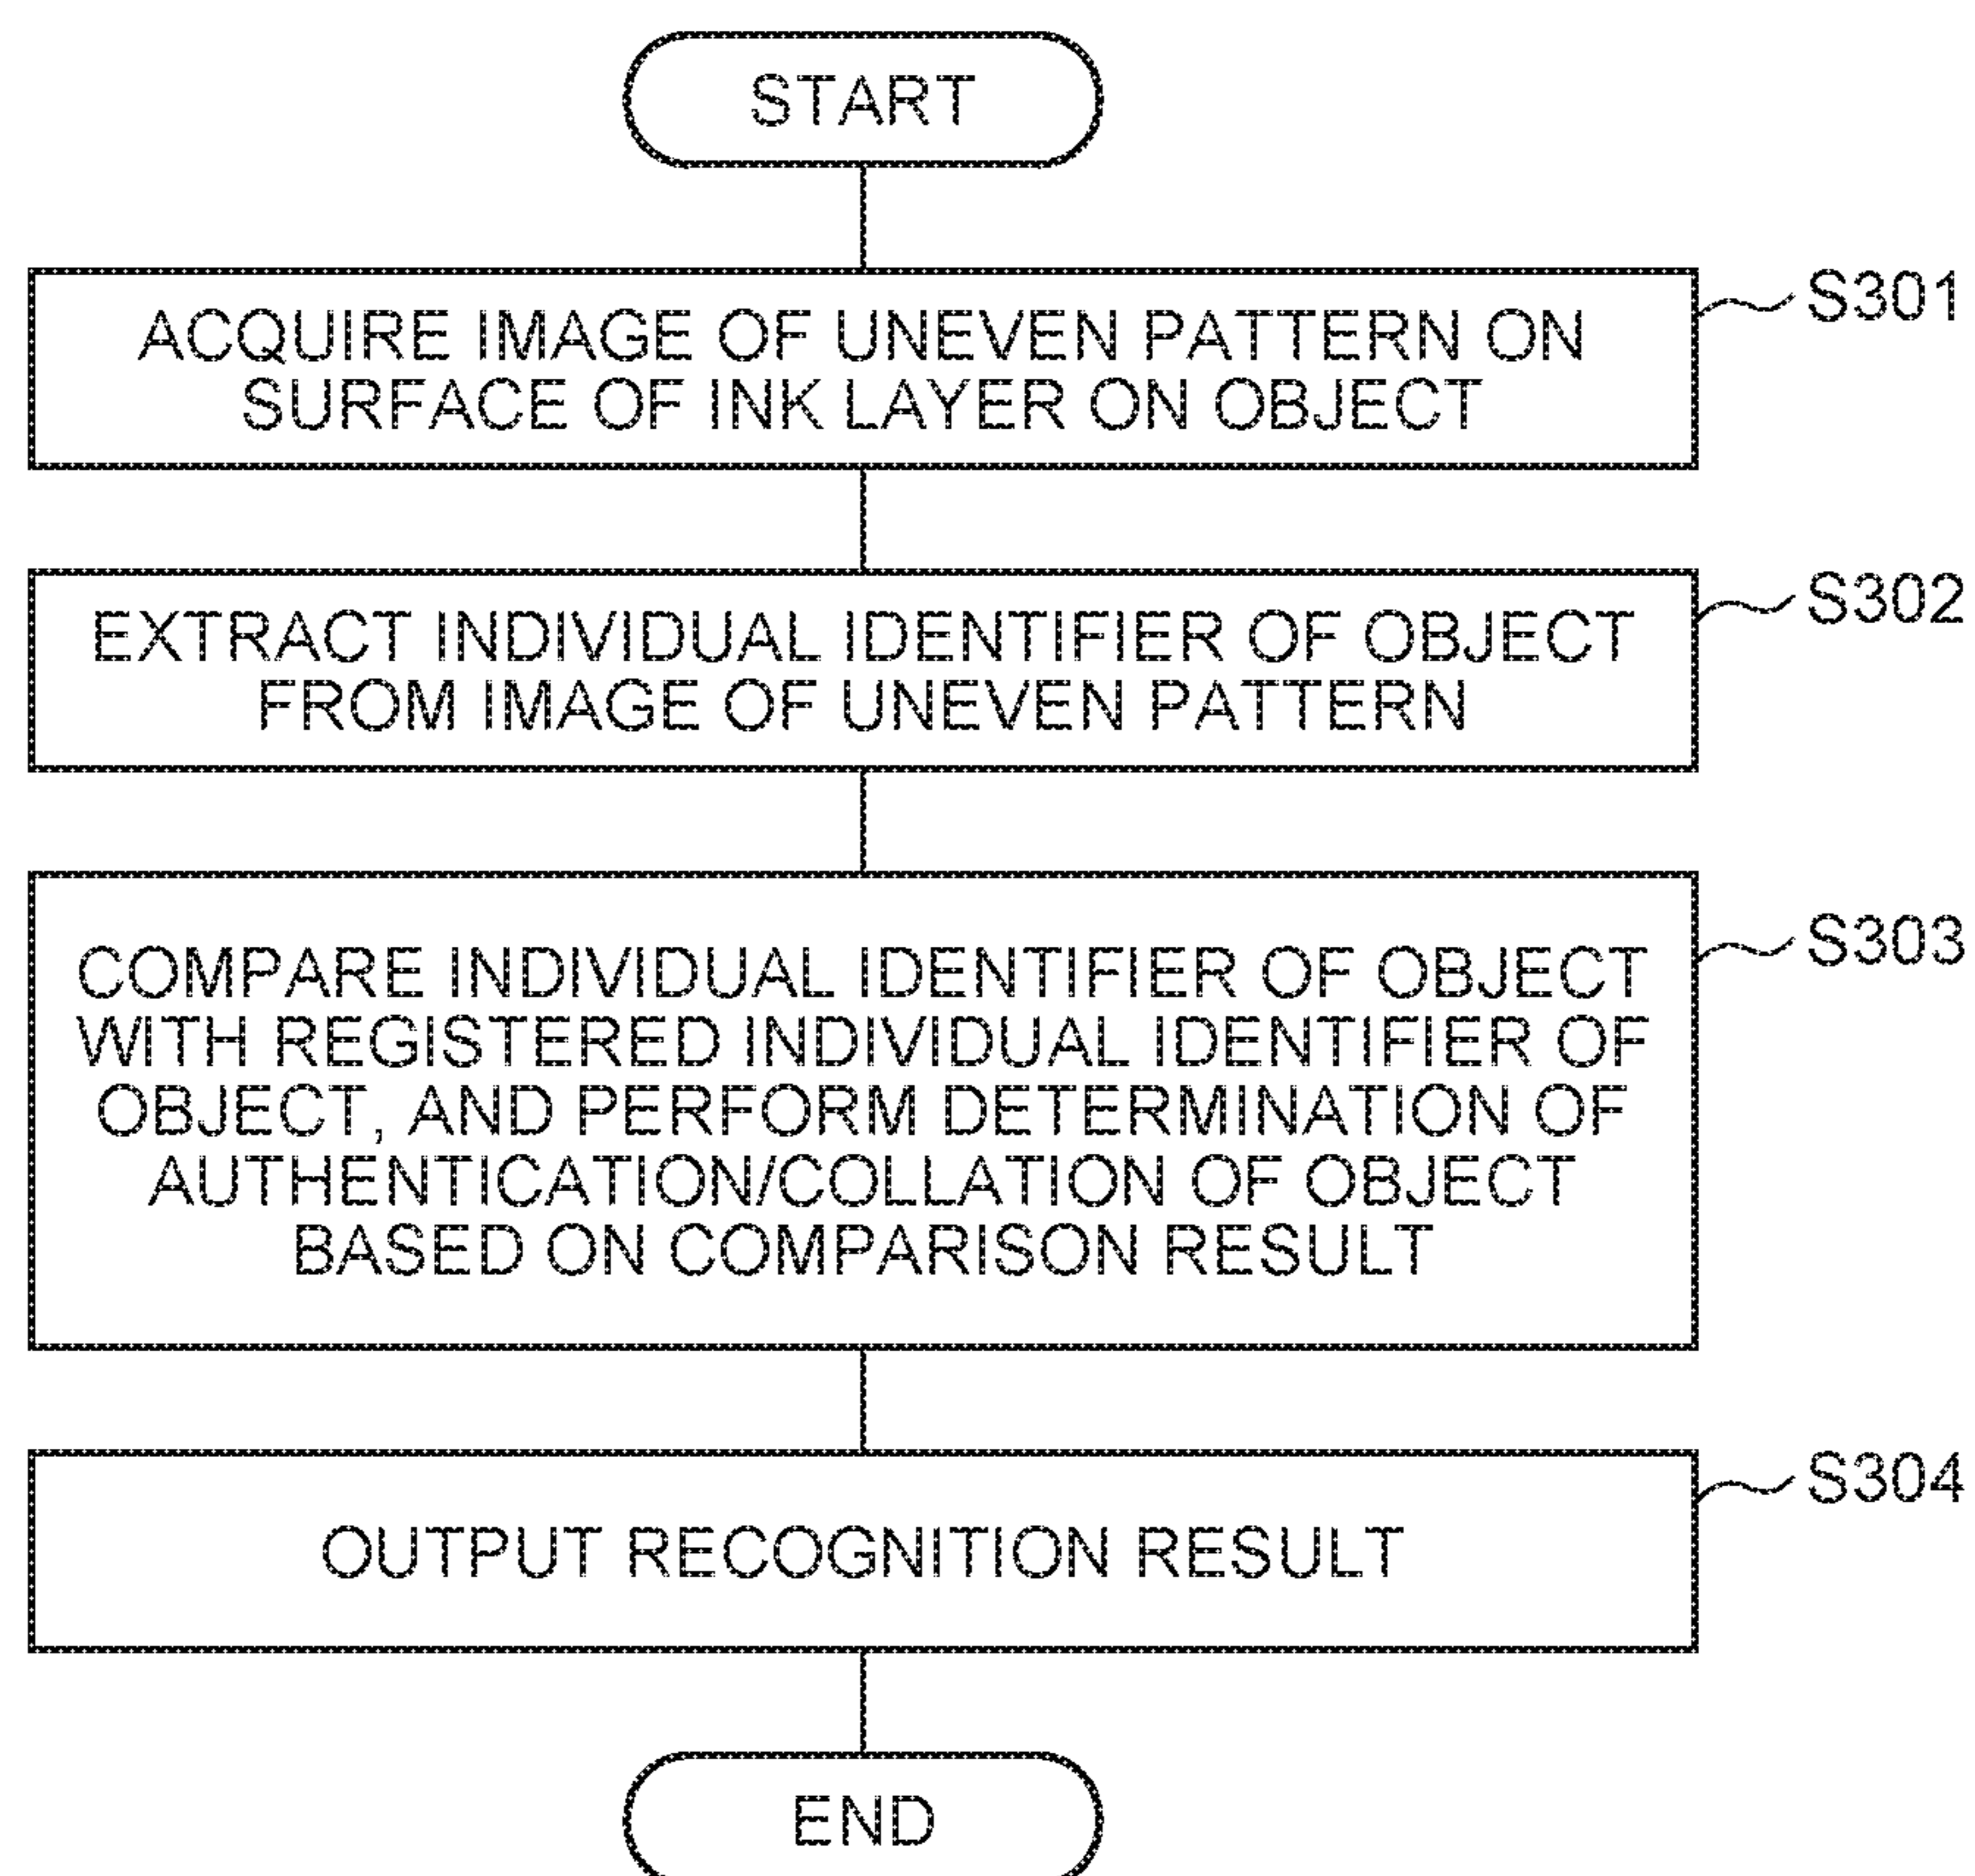 START
ACQUIRE IMAGE OF UNEVEN PATTERN ON
SURFACE OF INK LAYER ON OBJECT
S301
EXTRACT INDIVIDUAL IDENTIFIER OF OBJECT
FROM IMAGE OF UNEVEN PATTERN
S302
COMPARE INDIVIDUAL IDENTIFIER OF OBJECT
WITH REGISTERED INDIVIDUAL IDENTIFIER OF
OBJECT, AND PERFORM DETERMINATION OF
AUTHENTICATION/COLLATION OF OBJECT
BASED ON COMPARISON RESULT
S303
OUTPUT RECOGNITION RESULT
S304
END